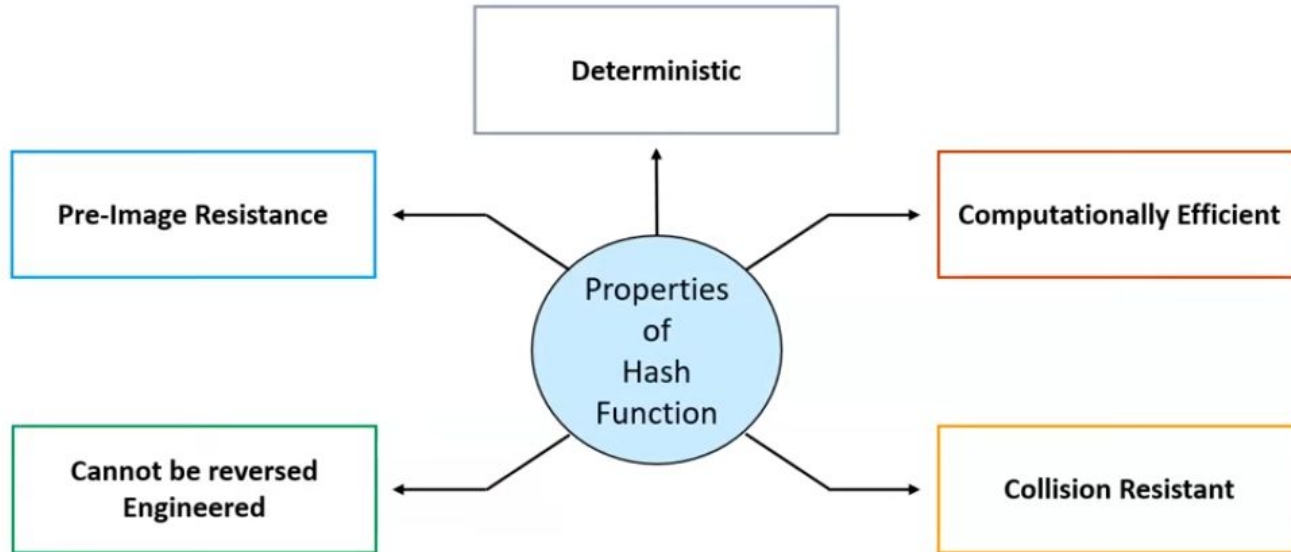 Deterministic
Pre-Image Resistance
Computationally Efficient
Properties
of
Hash
Function
Cannot be reversed
Engineered
Collision Resistant